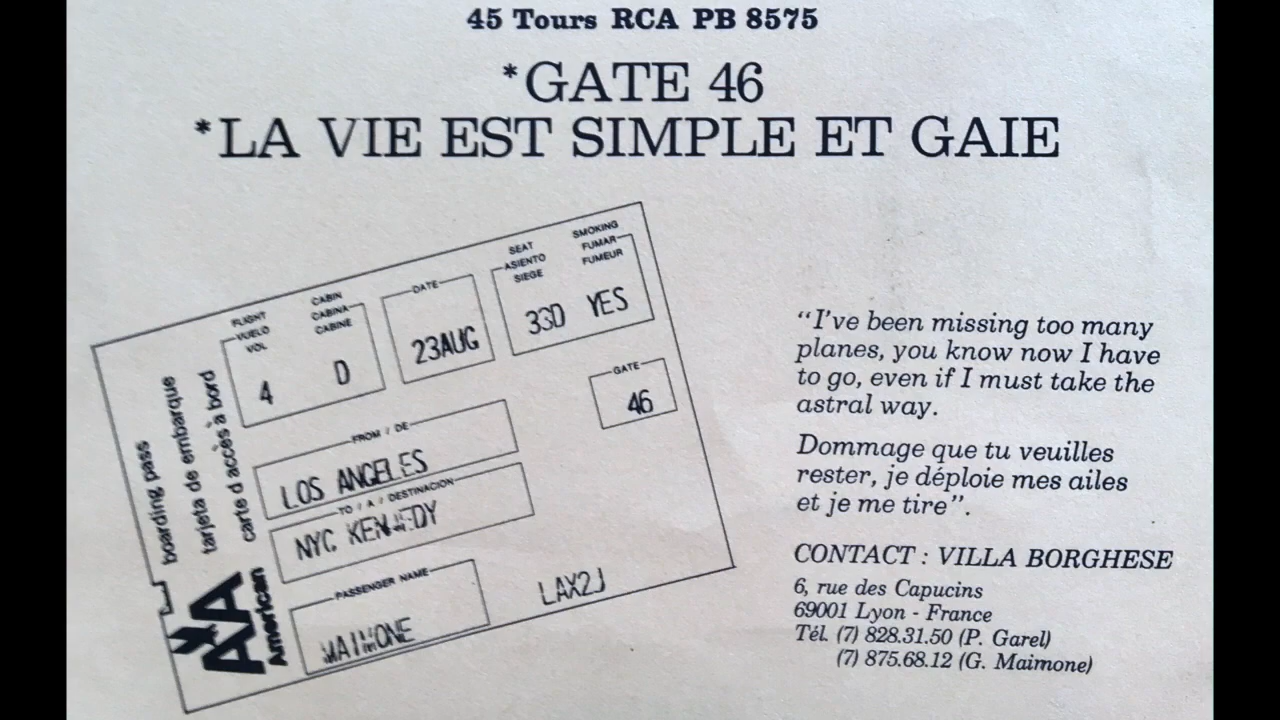 45 Tours RCA PB 8575
*GATE 46
*LA VIE EST SIMPLE ET GAIE
boarding pass
tarjeta de embarque
carte d'accès à bord
AA
American
FLIGHT
VUELO
VOL
4
CABIN
CABINA
CABINE
D
DATE
23AUG
SEAT
ASIENTO
SIEGE
33D
SMOKING
FUMAR
FUMEUR
YES
GATE
46
FROM / DE
LOS ANGELES
TO / A / DESTINACION
NYC KENNEDY
PASSENGER NAME
MAIMONE
LAX2J
“I've been missing too many
planes, you know now I have
to go, even if I must take the
astral way.
Dommage que tu veuilles
rester, je déploie mes ailes
et je me tire”.
CONTACT : VILLA BORGHESE
6, rue des Capucins
69001 Lyon - France
Tél. (7) 828.31.50 (P. Garel)
(7) 875.68.12 (G. Maimone)